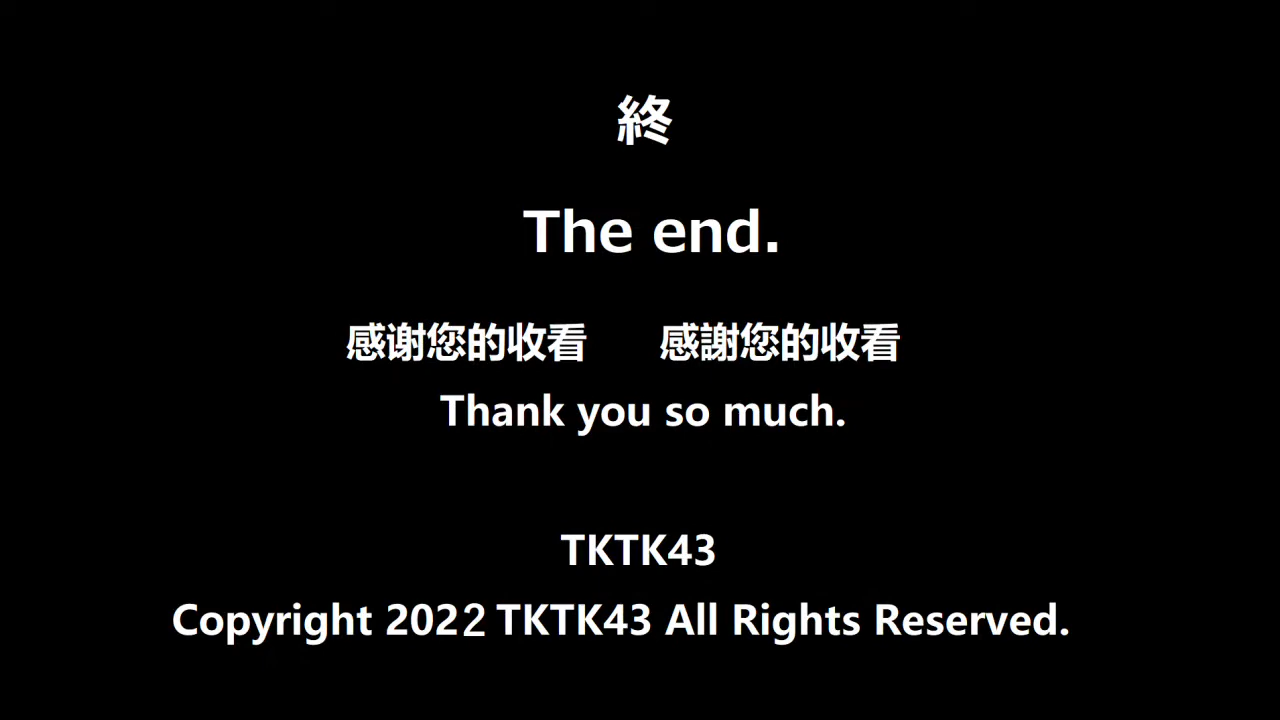 終
The end.
感谢您的收看 感謝您的收看
Thank you so much.
TKTK43
Copyright 2022 TKTK43 All Rights Reserved.